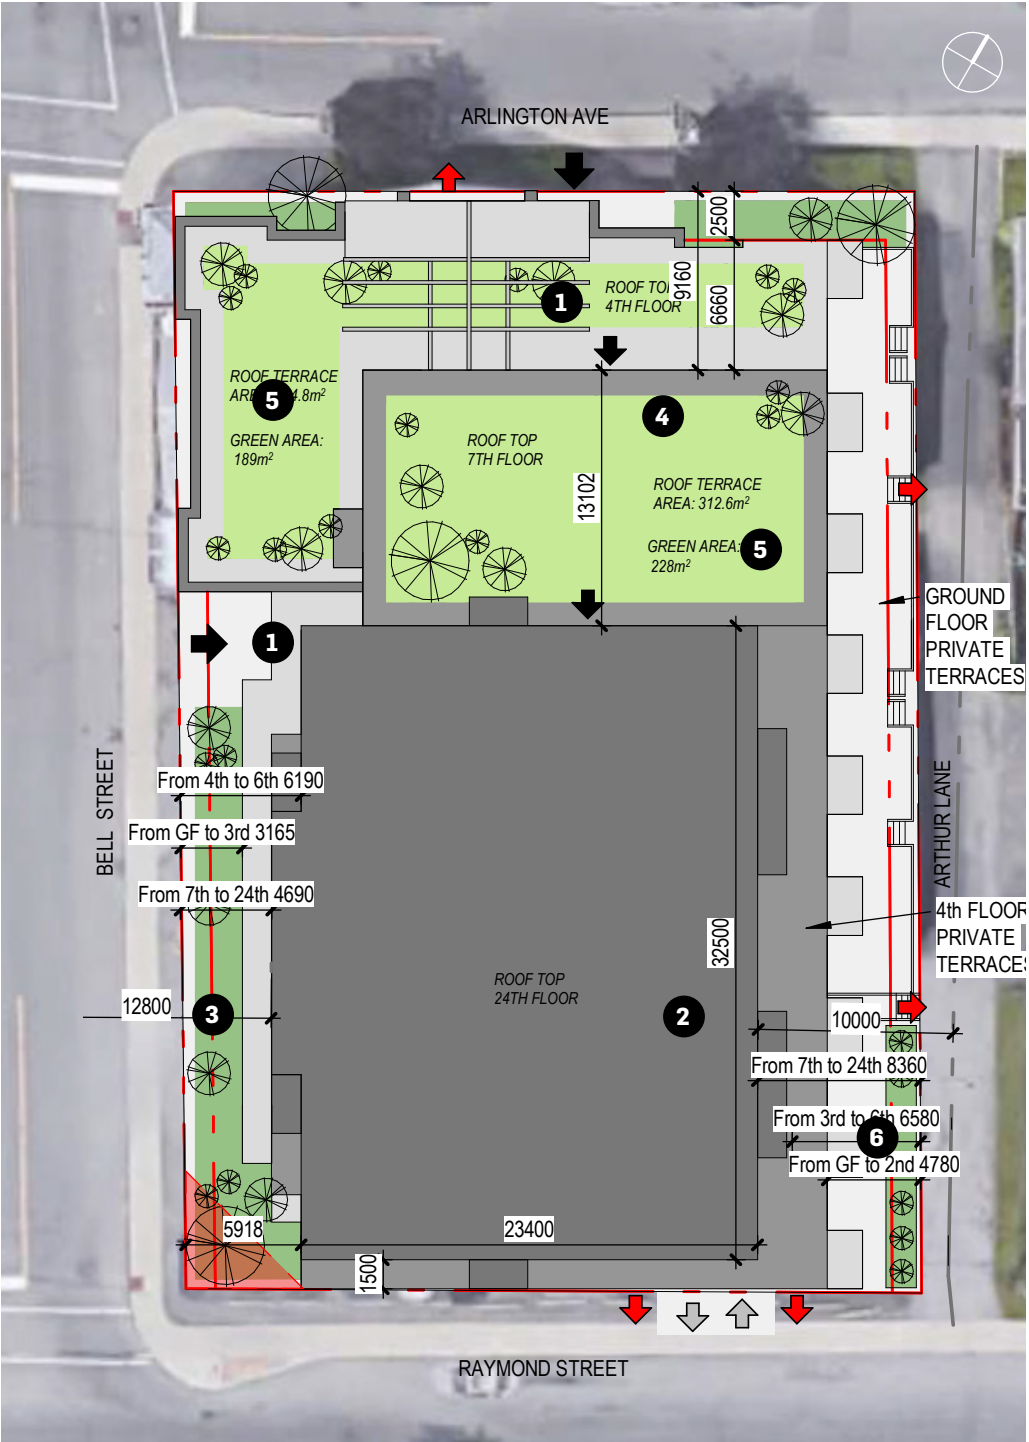 ARLINGTON AVE
2500
9160
6660
ROOF TO
4TH FLOOR
1
ROOF TERRACE
4.8m²
5
GREEN AREA:
189m²
4
ROOF TOP
7TH FLOOR
ROOF TERRACE
AREA: 312.6m²
13102
GREEN AREA:
228m²
5
GROUND
FLOOR
PRIVATE
TERRACES
1
BELL STREET
From 4th to 6th 6190
From GF to 3rd 3165
From 7th to 24th 4690
ARTHUR LANE
4th FLOOR
PRIVATE
TERRACES
32500
ROOF TOP
24TH FLOOR
12800
3
2
10000
From 7th to 24th 8360
From 3rd to 6th 6580
6
From GF to 2nd 4780
5918
23400
1500
RAYMOND STREET